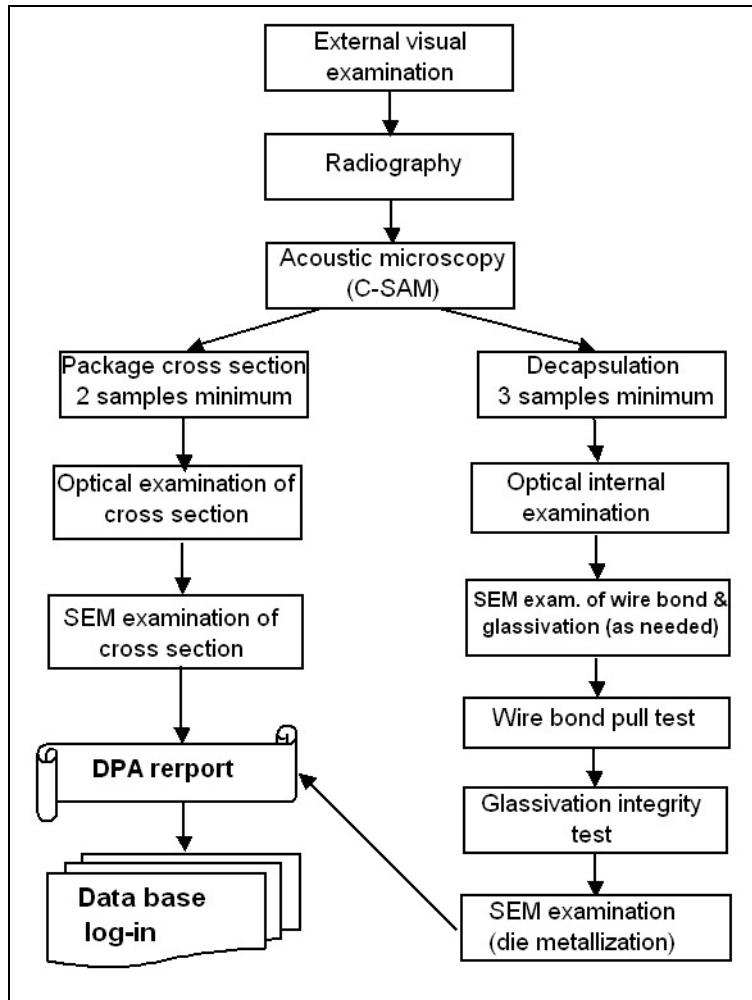 External visual
examination
Radiography
Acoustic microscopy
(C-SAM)
Package cross section
2 samples minimum
Decapsulation
3 samples minimum
Optical examination of
cross section
Optical internal
examination
SEM examination of
cross section
SEM exam. of wire bond &
glassivation (as needed)
Wire bond pull test
DPA rerport
Glassivation integrity
test
Data base
log-in
SEM examination
(die metallization)